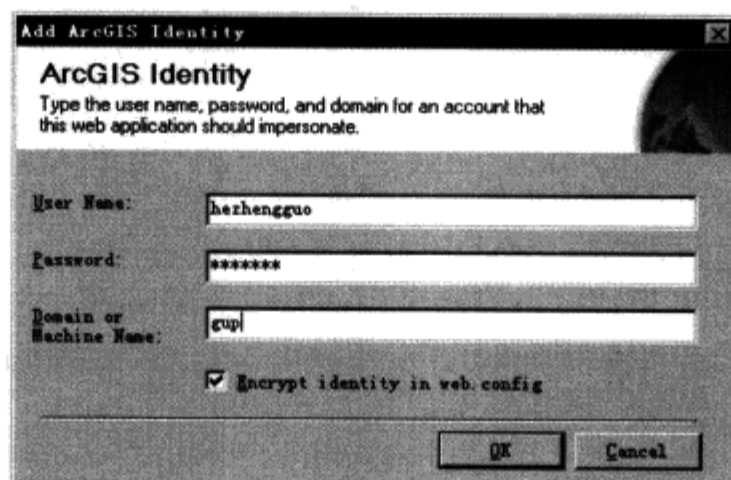 Add ArcGIS Identity
ArcGIS Identity
Type the user name, password, and domain for an account that
this web application should impersonate.
User Name:
hezhengguo
Password:
*******
Domain or
Machine Name:
gup
Encrypt identity in web.config
OK
Cancel